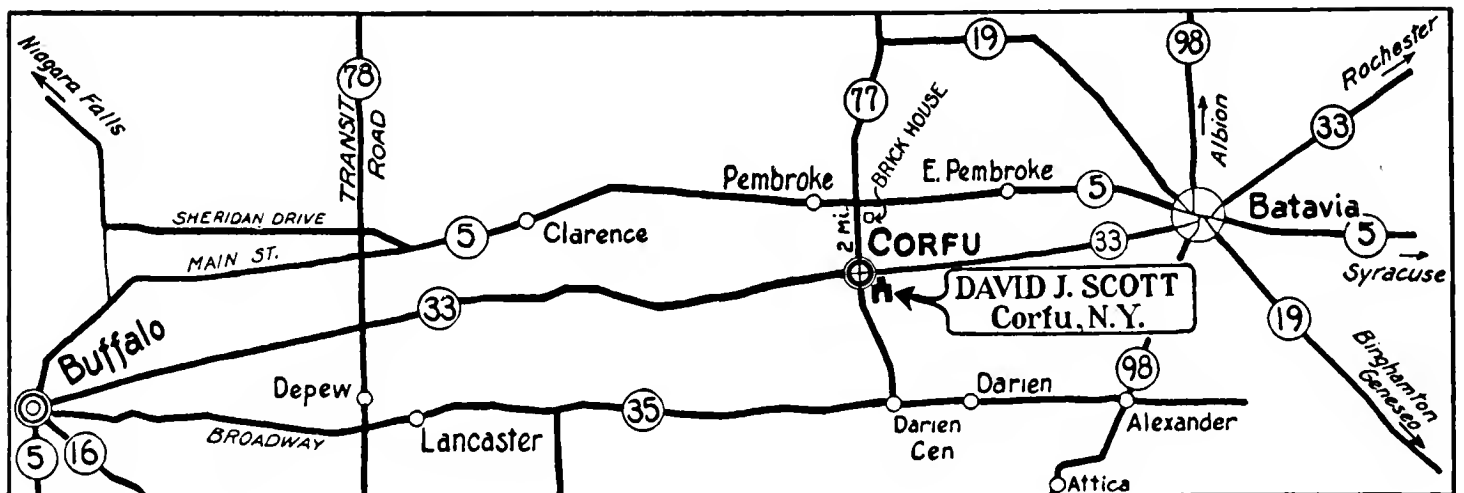 Niagara Falls
78
TRANSIT
ROAD
77
BRICK HOUSE
19
98
Albion
Rochester
33
Pembroke
E. Pembroke
5
Batavia
5
Syracuse
SHERIDAN DRIVE
MAIN ST.
5
Clarence
2 mi.
CORFU
33
DAVID J. SCOTT
Corfu, N.Y.
33
Buffalo
19
Binghamton
Geneseo
98
Depew
BROADWAY
Lancaster
35
Darien
Cen
Darien
Alexander
Attica
5
16